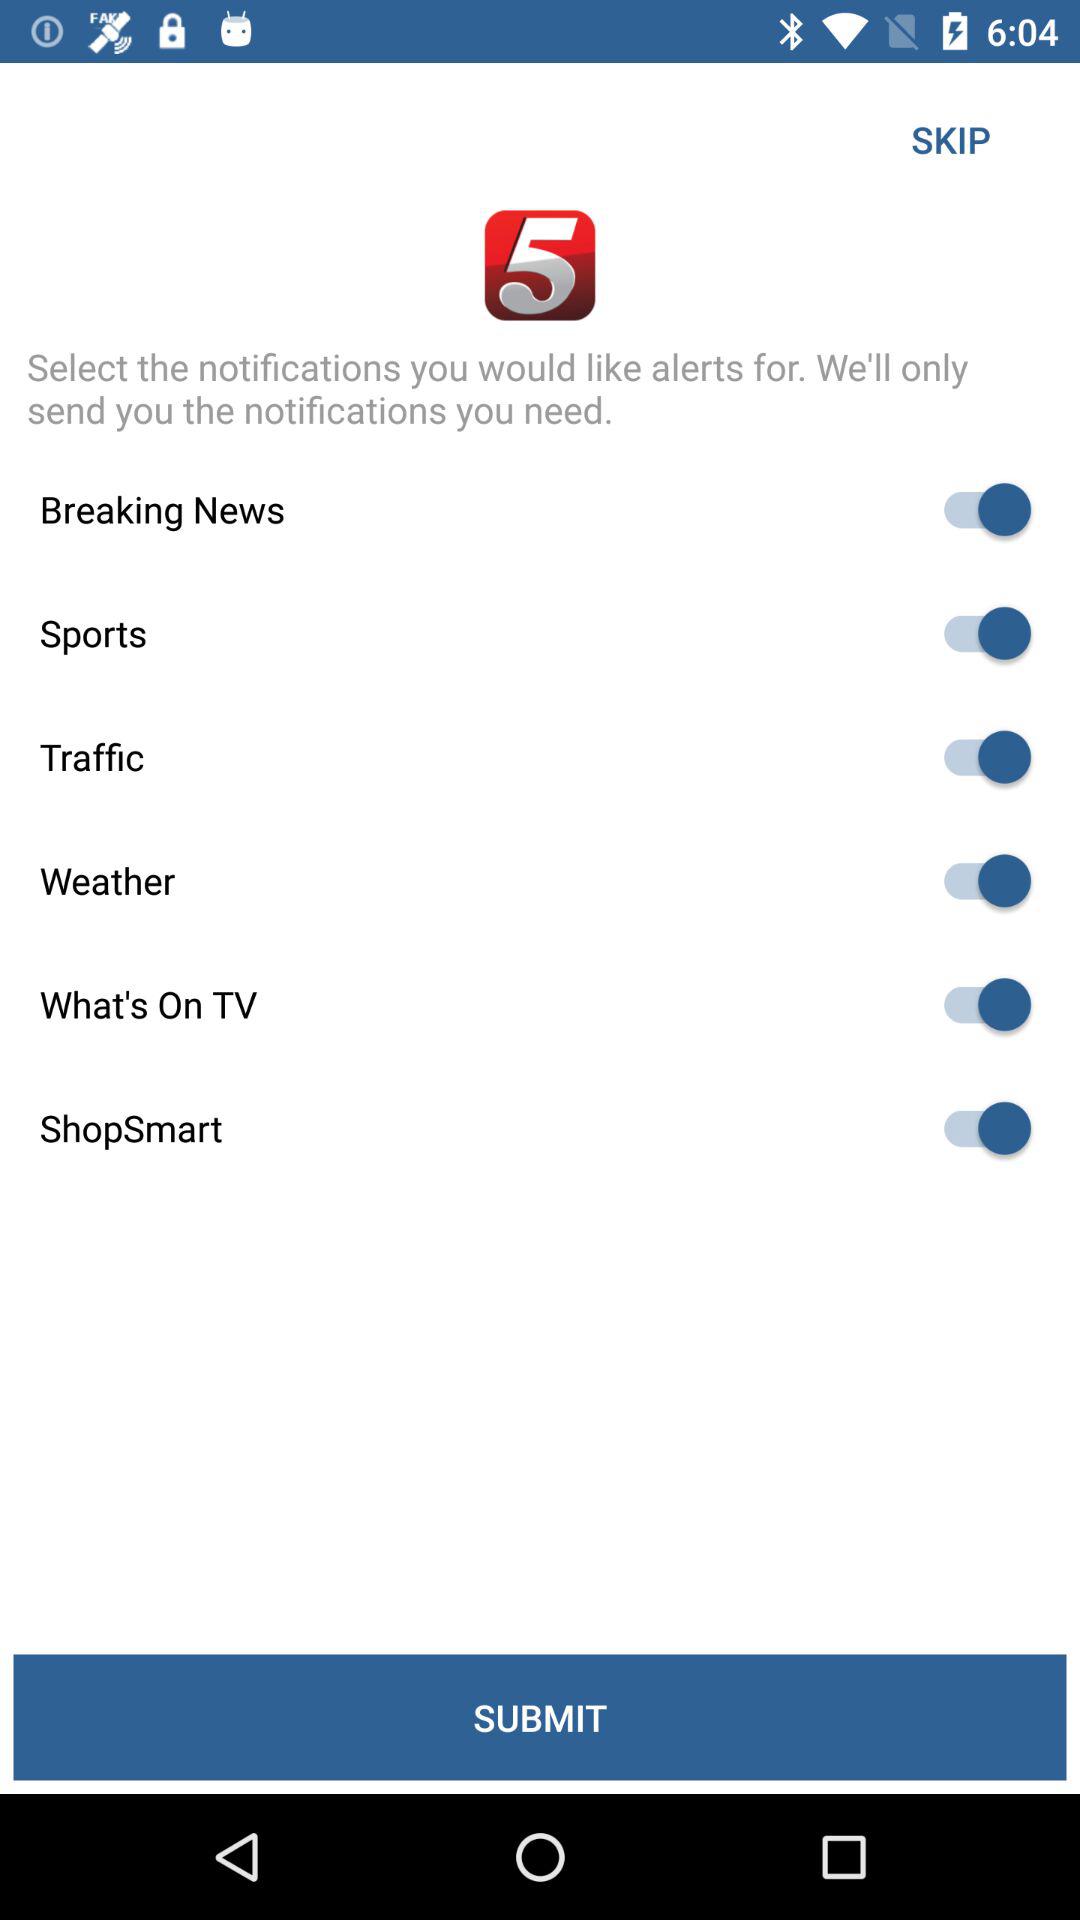 FAKE
6:04
SKIP
5
Select the notifications you would like alerts for. We'll only
send you the notifications you need.
Breaking News
Sports
Traffic
Weather
What's On TV
ShopSmart
SUBMIT